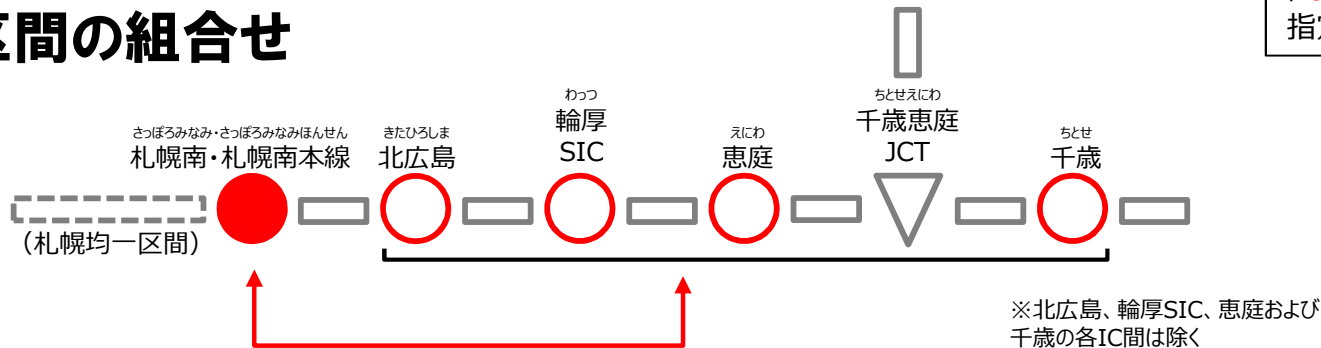 区間の組合せ
指定
さっぽろみなみ・さっぽろみなみほんせん
札幌南・札幌南本線
きたひろしま
北広島
わっつ
輪厚
SIC
えにわ
恵庭
ちとせえにわ
千歳恵庭
JCT
ちとせ
千歳
(札幌均一区間)
※北広島、輪厚SIC、恵庭および
千歳の各IC間は除く